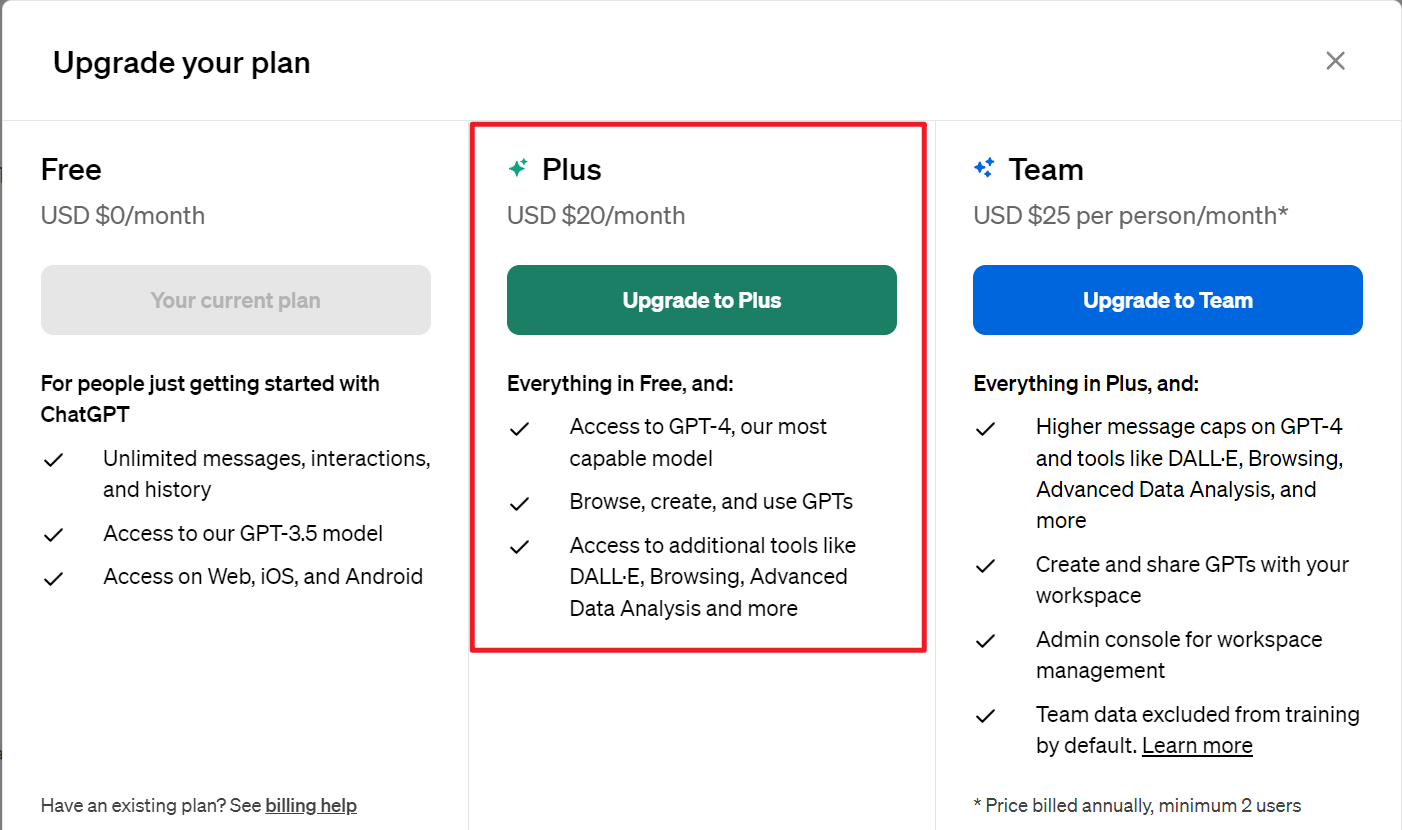 Upgrade your plan
Free
USD $0/month
Your current plan
For people just getting started with
ChatGPT
Unlimited messages, interactions,
and history
Access to our GPT-3.5 model
Access on Web, iOS, and Android
Have an existing plan? See billing help
Plus
USD $20/month
Upgrade to Plus
Everything in Free, and:
Access to GPT-4, our most
capable model
Browse, create, and use GPTs
Access to additional tools like
DALL·E, Browsing, Advanced
Data Analysis and more
Team
USD $25 per person/month*
Upgrade to Team
Everything in Plus, and:
Higher message caps on GPT-4
and tools like DALL·E, Browsing,
Advanced Data Analysis, and
more
Create and share GPTs with your
workspace
Admin console for workspace
management
Team data excluded from training
by default. Learn more
* Price billed annually, minimum 2 users